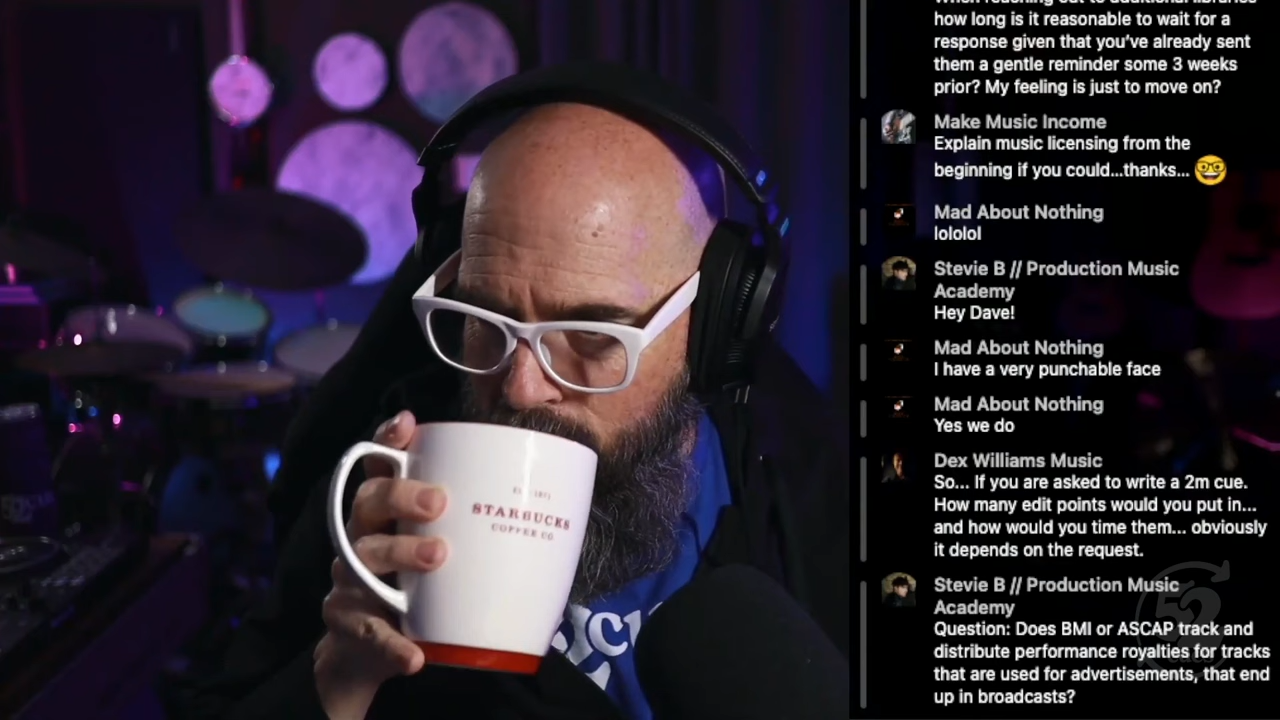 how long is it reasonable to wait for a
response given that you've already sent
them a gentle reminder some 3 weeks
prior? My feeling is just to move on?
Make Music Income
Explain music licensing from the
beginning if you could...thanks...
Mad About Nothing
lololol
Stevie B // Production Music
Academy
Hey Dave!
Mad About Nothing
I have a very punchable face
Mad About Nothing
Yes we do
Dex Williams Music
So... If you are asked to write a 2m cue.
How many edit points would you put in...
and how would you time them... obviously
it depends on the request.
Stevie B // Production Music
Academy
Question: Does BMI or ASCAP track and
distribute performance royalties for tracks
that are used for advertisements, that end
up in broadcasts?
STARBUCKS
COFFEE CO
52